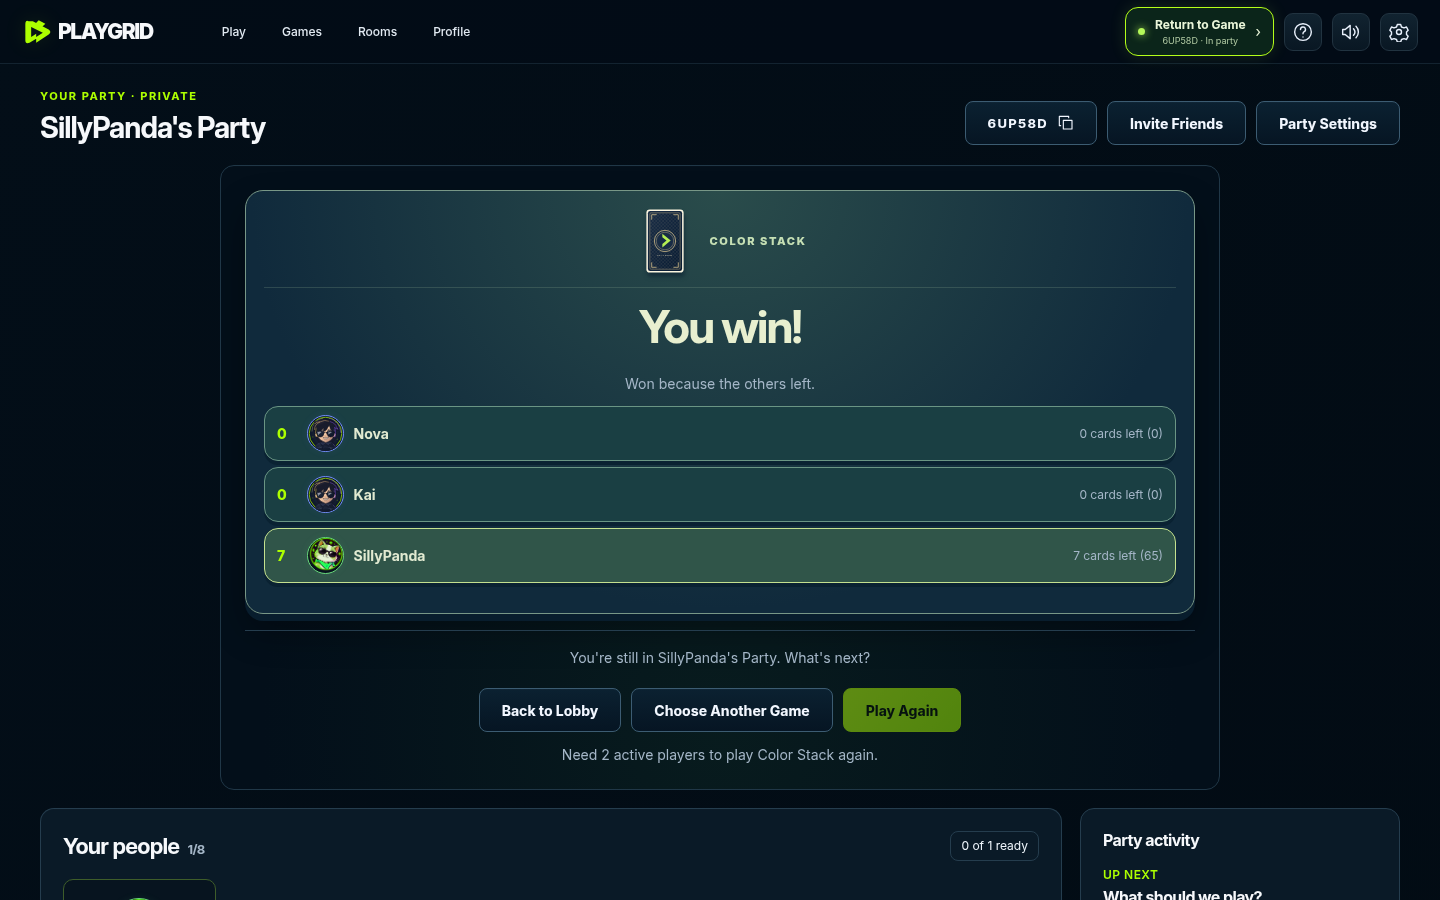 PLAYGRID
Play
Games
Rooms
Profile
Return to Game
6UP58D · In party
YOUR PARTY · PRIVATE
SillyPanda's Party
6UP58D
Invite Friends
Party Settings
COLOR STACK
You win!
Won because the others left.
0 Nova 0 cards left (0)
0 Kai 0 cards left (0)
7 SillyPanda 7 cards left (65)
You're still in SillyPanda's Party. What's next?
Back to Lobby
Choose Another Game
Play Again
Need 2 active players to play Color Stack again.
Your people 1/8
0 of 1 ready
Party activity
UP NEXT
What should we play?